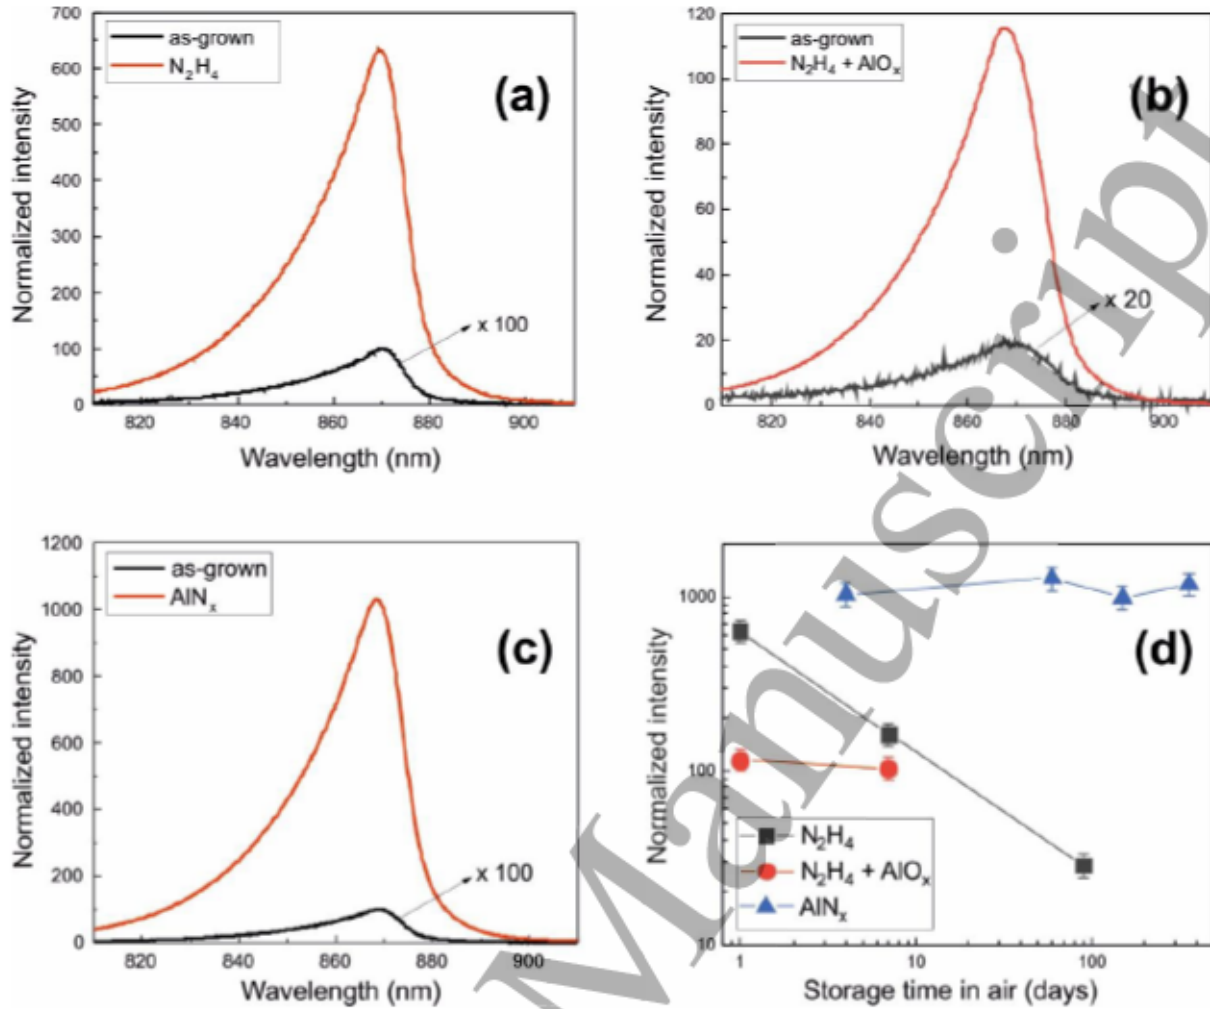 700
600
500
400
300
200
100
0
Normalized intensity
as-grown
N₂H₄
(a)
x 100
820 840 860 880 900
Wavelength (nm)
120
100
80
60
40
20
0
Normalized intensity
as-grown
N₂H₄ + AlOₓ
(b)
x 20
820 840 860 880 900
Wavelength (nm)
1200
1000
800
600
400
200
0
Normalized intensity
as-grown
AlNₓ
(c)
x 100
820 840 860 880 900
Wavelength (nm)
1000
100
10
Normalized intensity
(d)
N₂H₄
N₂H₄ + AlOₓ
AlNₓ
1 10 100
Storage time in air (days)
Manuscrip